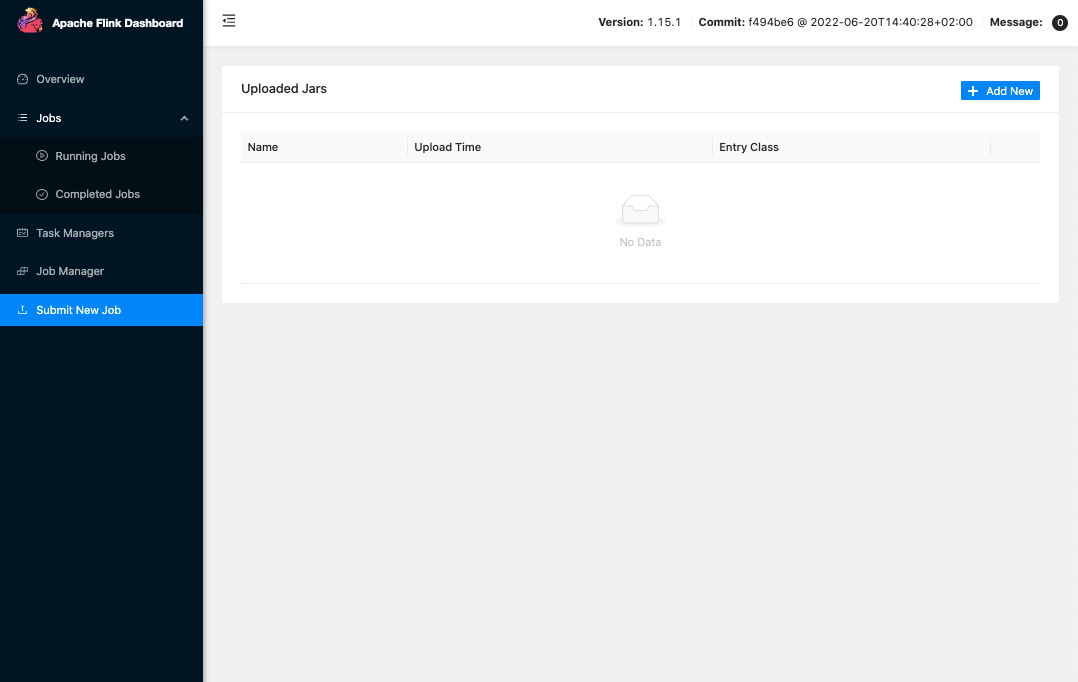 Apache Flink Dashboard
Version: 1.15.1 Commit: f494be6 @ 2022-06-20T14:40:28+02:00 Message: 0
Overview
Jobs
Running Jobs
Completed Jobs
Task Managers
Job Manager
Submit New Job
Uploaded Jars
Add New
Name Upload Time Entry Class
No Data